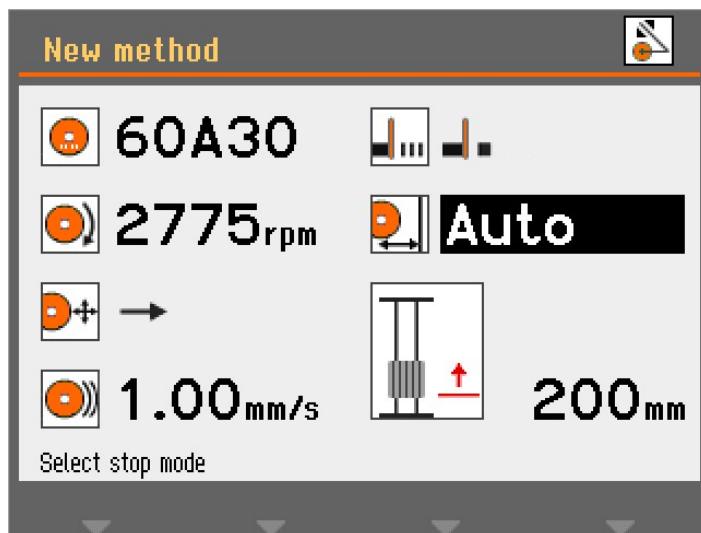 New method
60A30
2775rpm
Auto
1.00mm/s
200mm
Select stop mode